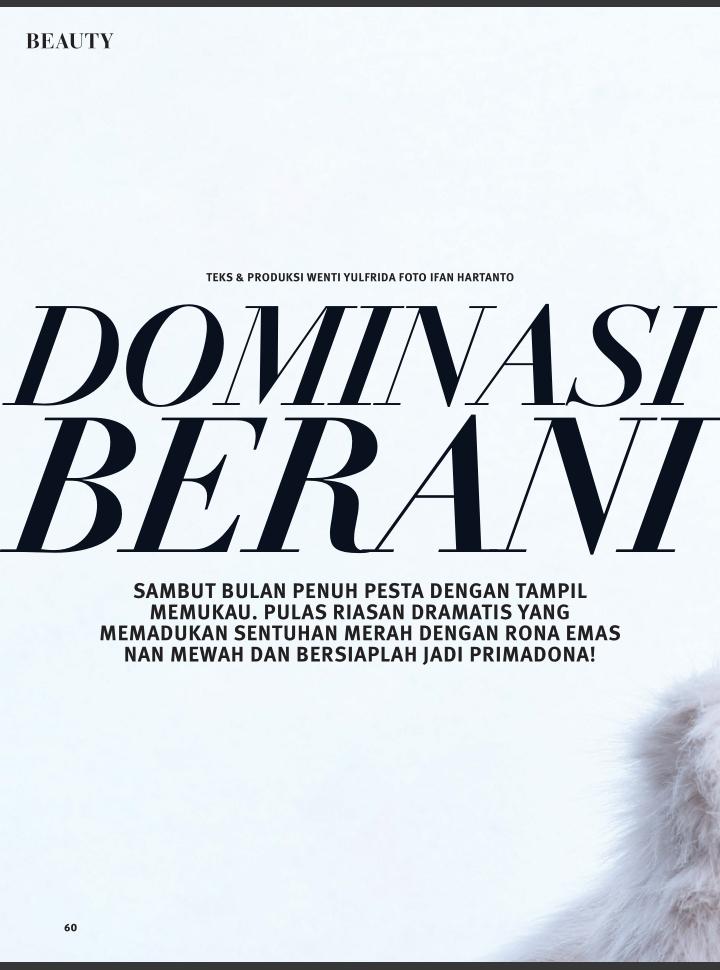 BEAUTY
TEKS & PRODUKSI WENTI YULFRIDA FOTO IFAN HARTANTO
DOMINASI
BERANI
SAMBUT BULAN PENUH PESTA DENGAN TAMPIL
MEMUKAU. PULAS RIASAN DRAMATIS YANG
MEMADUKAN SENTUHAN MERAH DENGAN RONA EMAS
NAN MEWAH DAN BERSIAPLAH JADI PRIMADONA!
60